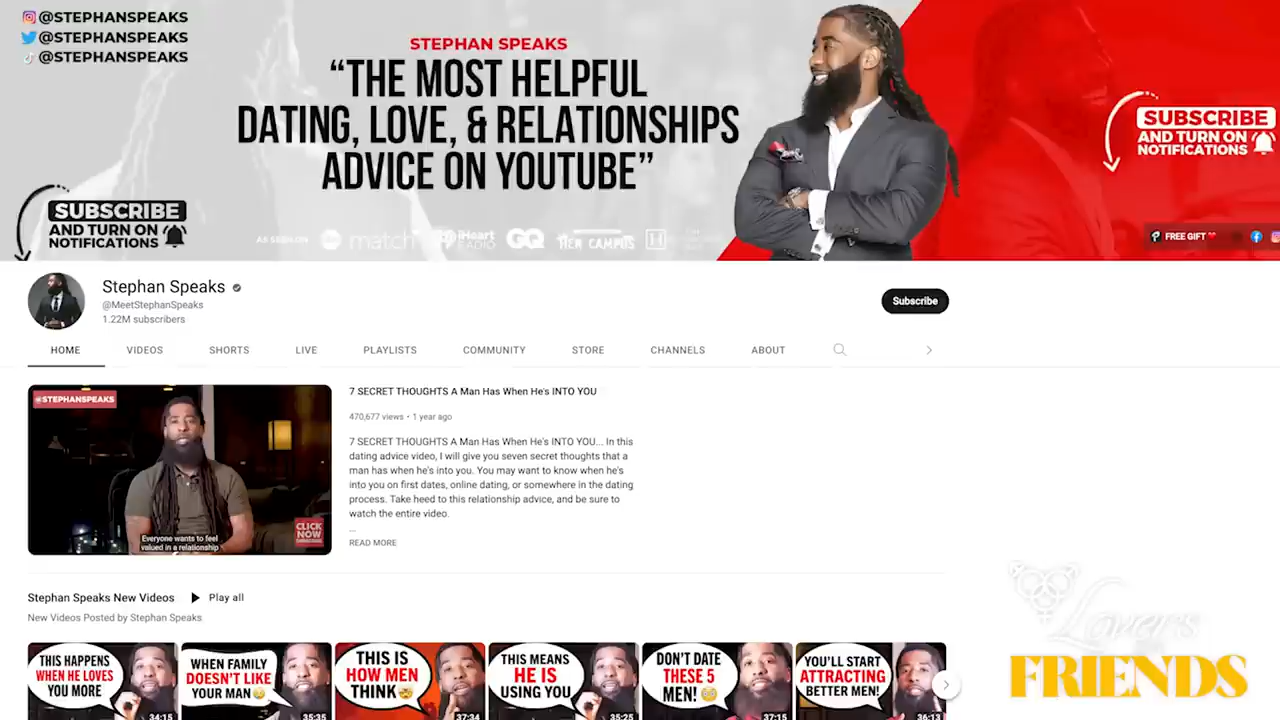 @STEPHANSPEAKS
@STEPHANSPEAKS
@STEPHANSPEAKS
STEPHAN SPEAKS
“THE MOST HELPFUL
DATING, LOVE, & RELATIONSHIPS
ADVICE ON YOUTUBE”
SUBSCRIBE
AND TURN ON
NOTIFICATIONS
SUBSCRIBE
AND TURN ON
NOTIFICATIONS
AS SEEN ON
match
iHeart
RADIO
GQ
HER CAMPUS
H
FREE GIFT
Stephan Speaks
@MeetStephanSpeaks
1.22M subscribers
Subscribe
HOME
VIDEOS
SHORTS
LIVE
PLAYLISTS
COMMUNITY
STORE
CHANNELS
ABOUT
@STEPHANSPEAKS
Everyone wants to feel
valued in a relationship
CLICK
NOW
7 SECRET THOUGHTS A Man Has When He's INTO YOU
470,677 views • 1 year ago
7 SECRET THOUGHTS A Man Has When He's INTO YOU... In this
dating advice video, I will give you seven secret thoughts that a
man has when he's into you. You may want to know when he's
into you on first dates, online dating, or somewhere in the dating
process. Take heed to this relationship advice, and be sure to
watch the entire video.
...
READ MORE
Stephan Speaks New Videos
Play all
New Videos Posted by Stephan Speaks
THIS HAPPENS
WHEN HE LOVES
YOU MORE
34:15
WHEN FAMILY
DOESN'T LIKE
YOUR MAN
35:35
THIS IS
HOW MEN
THINK
37:34
THIS MEANS
HE IS
USING YOU
35:25
DON'T DATE
THESE 5
MEN!
37:15
YOU'LL START
ATTRACTING
BETTER MEN!
36:13
Lovers
FRIENDS